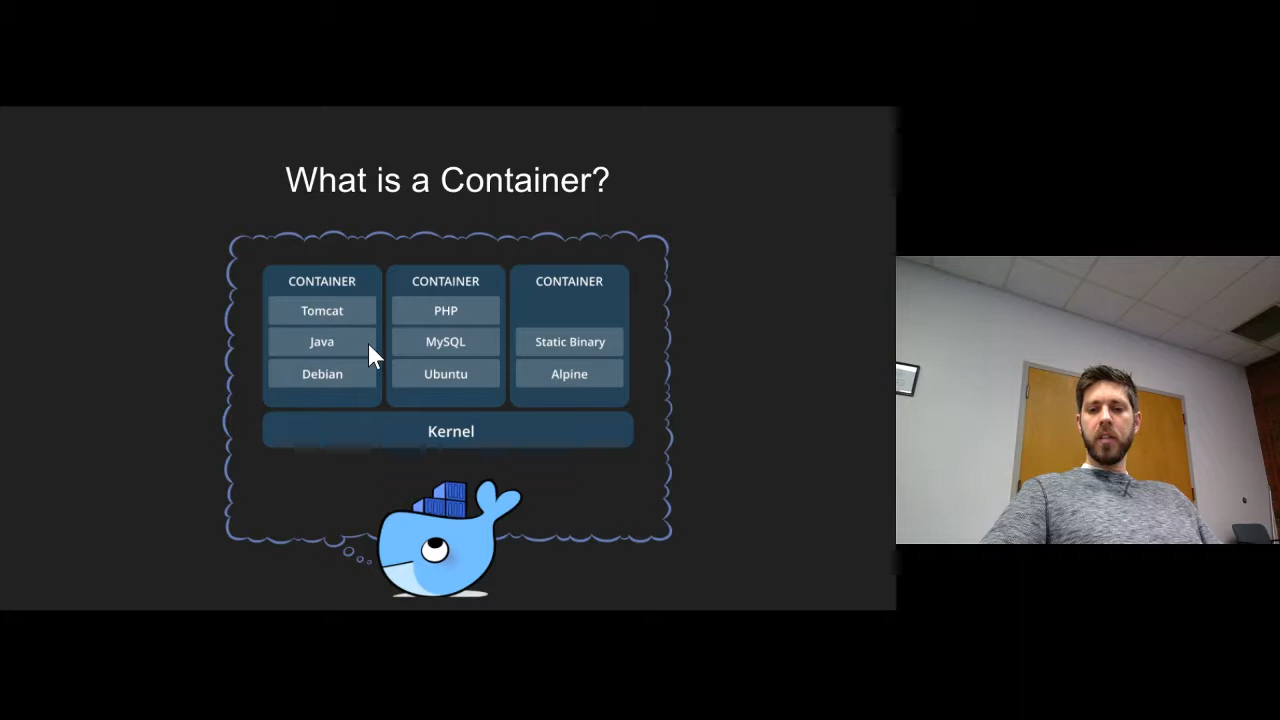 What is a Container?
CONTAINER CONTAINER CONTAINER
Tomcat PHP
Java MySQL Static Binary
Debian Ubuntu Alpine
Kernel